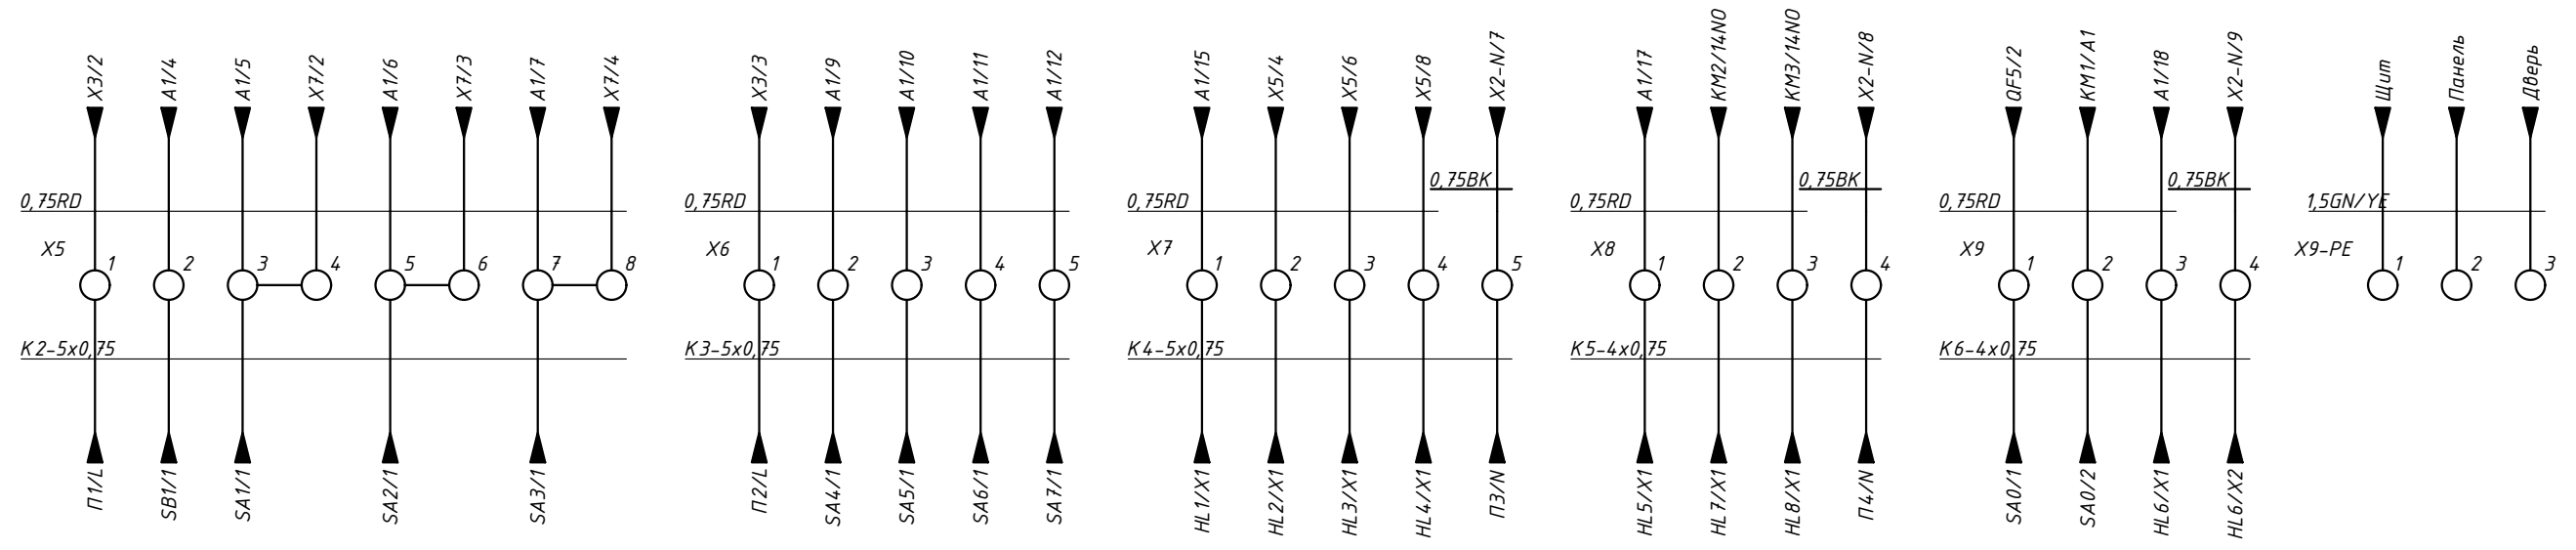 X3/2 A1/4 A1/5 X7/2 A1/6 X7/3 A1/7 X7/4
0,75RD
X5 1 2 3 4 5 6 7 8
K2-5x0,75
П1/L SB1/1 SA1/1 SA2/1 SA3/1
X3/3 A1/9 A1/10 A1/11 A1/12
0,75RD
X6 1 2 3 4 5
K3-5x0,75
П2/L SA4/1 SA5/1 SA6/1 SA7/1
A1/15 X5/4 X5/6 X5/8 X2-N/7
0,75BK
0,75RD
X7 1 2 3 4 5
K4-5x0,75
HL1/X1 HL2/X1 HL3/X1 HL4/X1 П3/N
A1/17 KM2/14NO KM3/14NO X2-N/8
0,75BK
0,75RD
X8 1 2 3 4
K5-4x0,75
HL5/X1 HL7/X1 HL8/X1 П4/N
QF5/2 KM1/A1 A1/18 X2-N/9
0,75BK
0,75RD
X9 1 2 3 4
K6-4x0,75
SA0/1 SA0/2 HL6/X1 HL6/X2
Щит Панель Дверь
1,5GN/YE
X9-PE 1 2 3